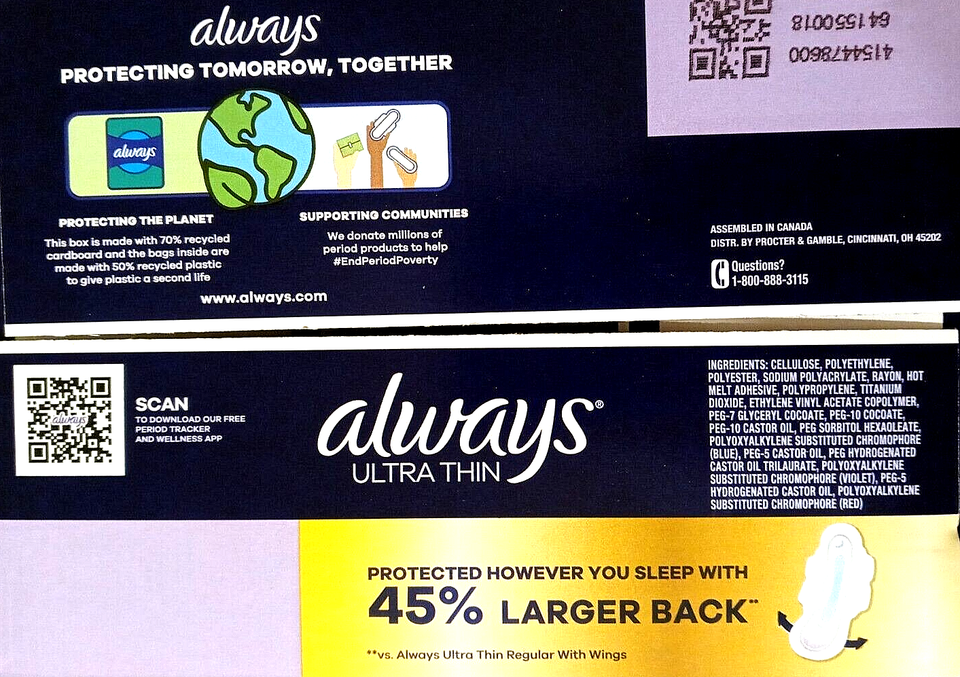 always
PROTECTING TOMORROW, TOGETHER
always
PROTECTING THE PLANET
This box is made with 70% recycled
cardboard and the bags inside are
made with 50% recycled plastic
to give plastic a second life
SUPPORTING COMMUNITIES
We donate millions of
period products to help
#EndPeriodPoverty
www.always.com
4154478600
641550018
ASSEMBLED IN CANADA
DISTR. BY PROCTER & GAMBLE, CINCINNATI, OH 45202
Questions?
1-800-888-3115
always
SCAN
TO DOWNLOAD OUR FREE
PERIOD TRACKER
AND WELLNESS APP
always®
ULTRA THIN
INGREDIENTS: CELLULOSE, POLYETHYLENE,
POLYESTER, SODIUM POLYACRYLATE, RAYON, HOT
MELT ADHESIVE, POLYPROPYLENE, TITANIUM
DIOXIDE, ETHYLENE VINYL ACETATE COPOLYMER,
PEG-7 GLYCERYL COCOATE, PEG-10 COCOATE,
PEG-10 CASTOR OIL, PEG SORBITOL HEXAOLEATE,
POLYOXYALKYLENE SUBSTITUTED CHROMOPHORE
(BLUE), PEG-5 CASTOR OIL, PEG HYDROGENATED
CASTOR OIL TRILAURATE, POLYOXYALKYLENE
SUBSTITUTED CHROMOPHORE (VIOLET), PEG-5
HYDROGENATED CASTOR OIL, POLYOXYALKYLENE
SUBSTITUTED CHROMOPHORE (RED)
PROTECTED HOWEVER YOU SLEEP WITH
45% LARGER BACK**
**vs. Always Ultra Thin Regular With Wings